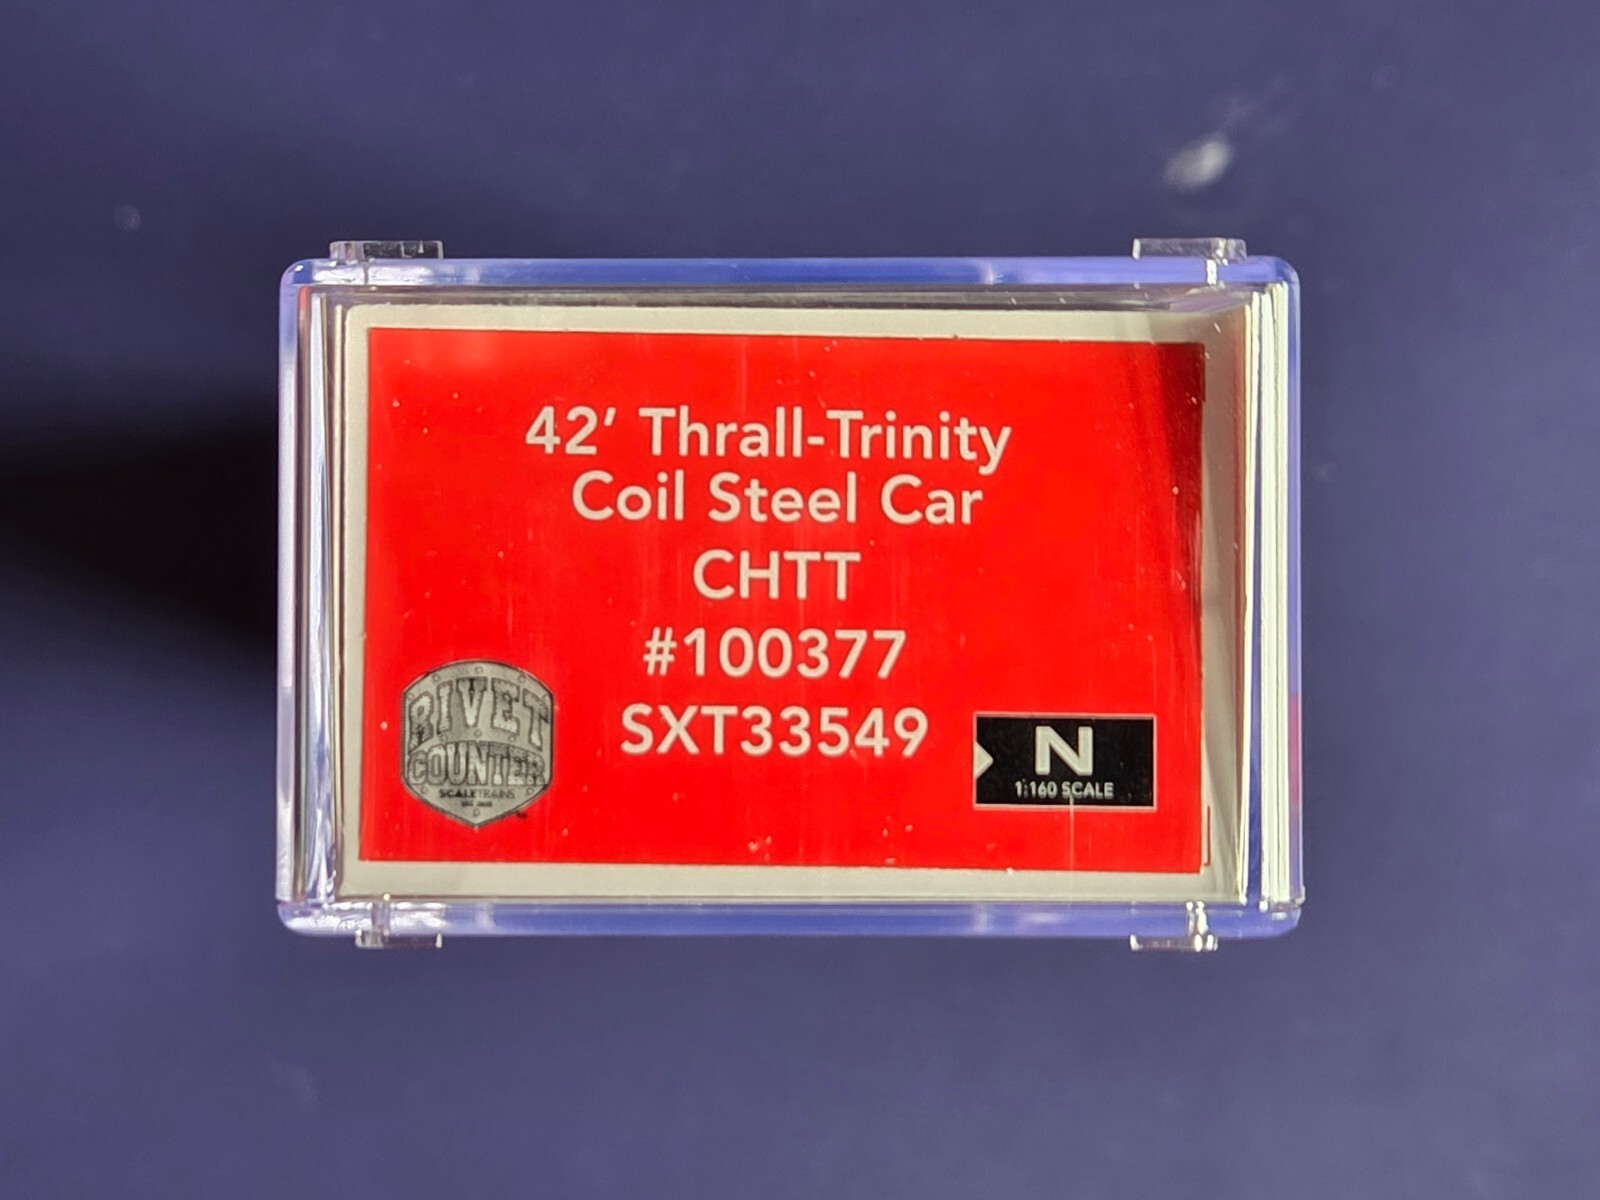 42' Thrall-Trinity
Coil Steel Car
CHTT
#100377
SXT33549
RIVET
COUNTER
SCALETRAINS
N
1:160 SCALE